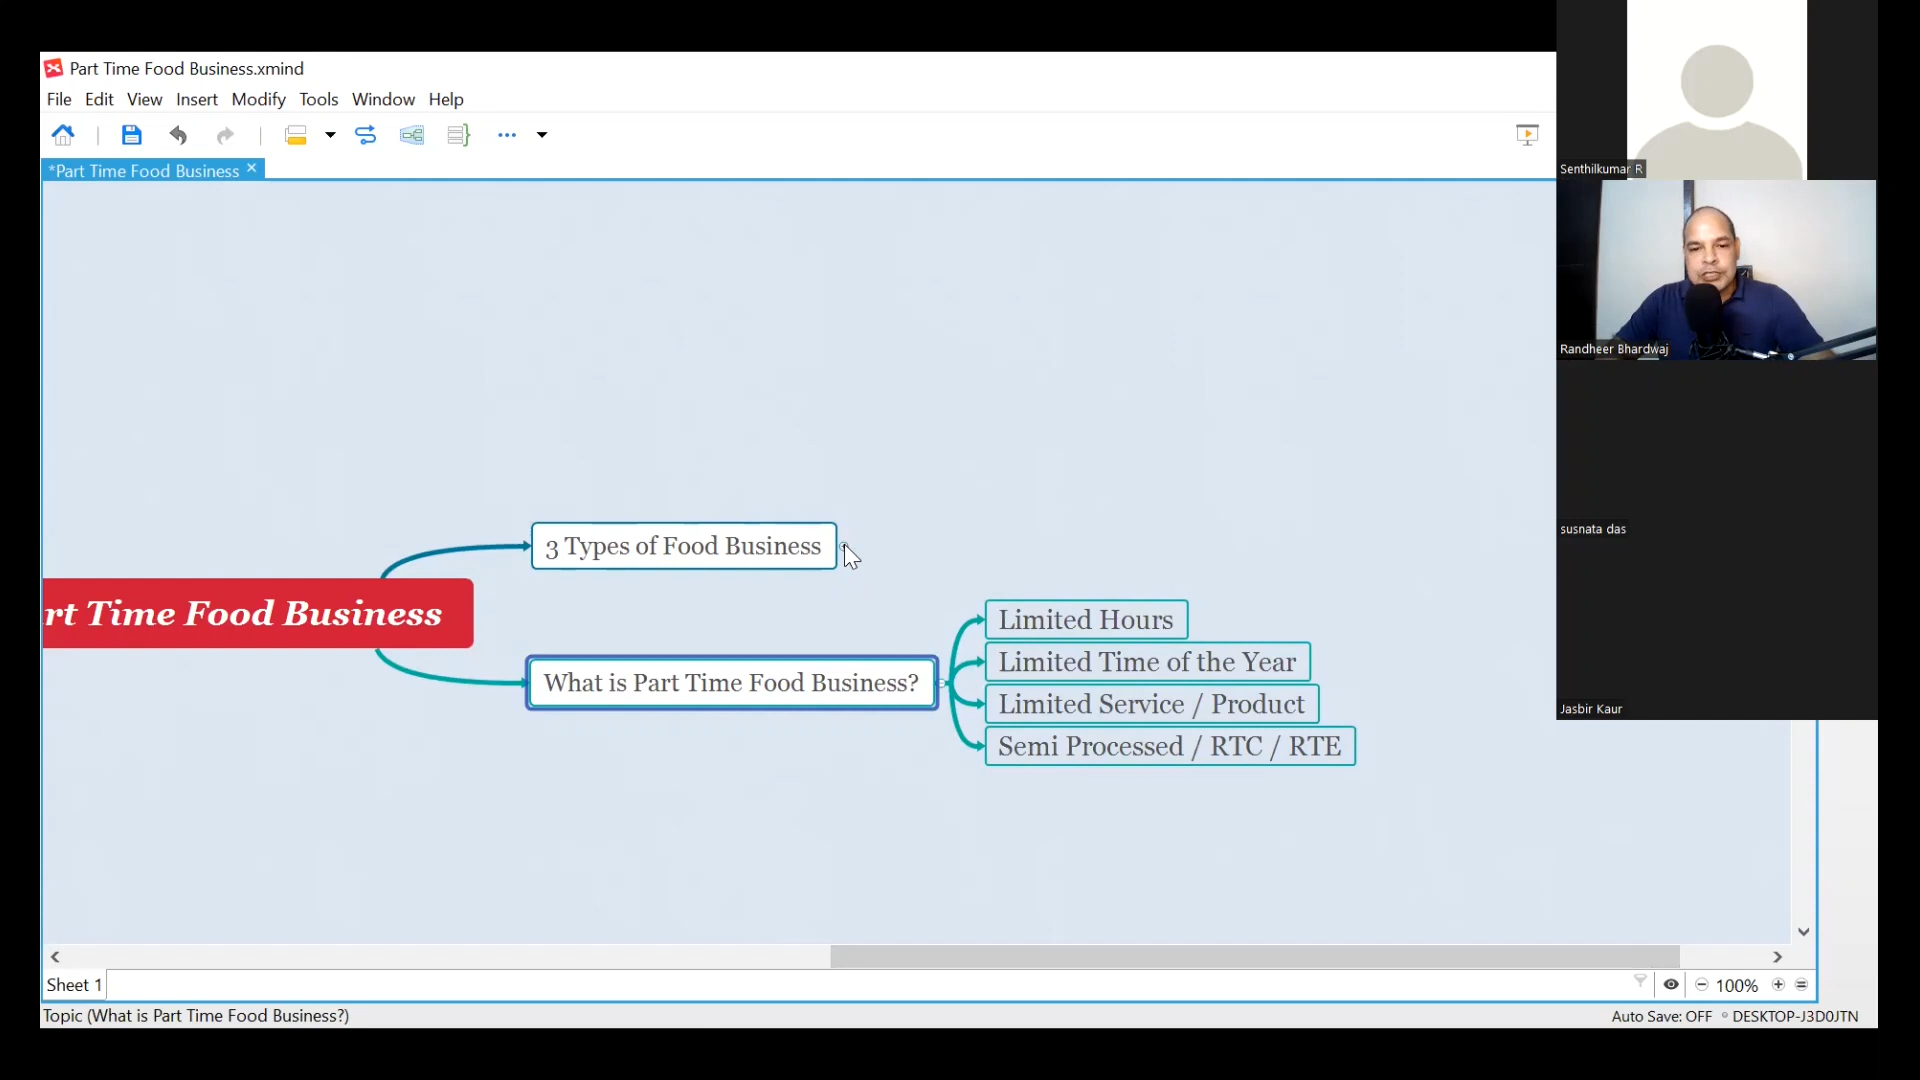 Part Time Food Business.xmind
File Edit View Insert Modify Tools Window Help
*Part Time Food Business
3 Types of Food Business
rt Time Food Business
What is Part Time Food Business?
Limited Hours
Limited Time of the Year
Limited Service / Product
Semi Processed / RTC / RTE
Senthilkumar R
Randheer Bhardwaj
susnata das
Jasbir Kaur
Sheet 1
100%
Topic (What is Part Time Food Business?)
Auto Save: OFF
DESKTOP-J3D0JTN